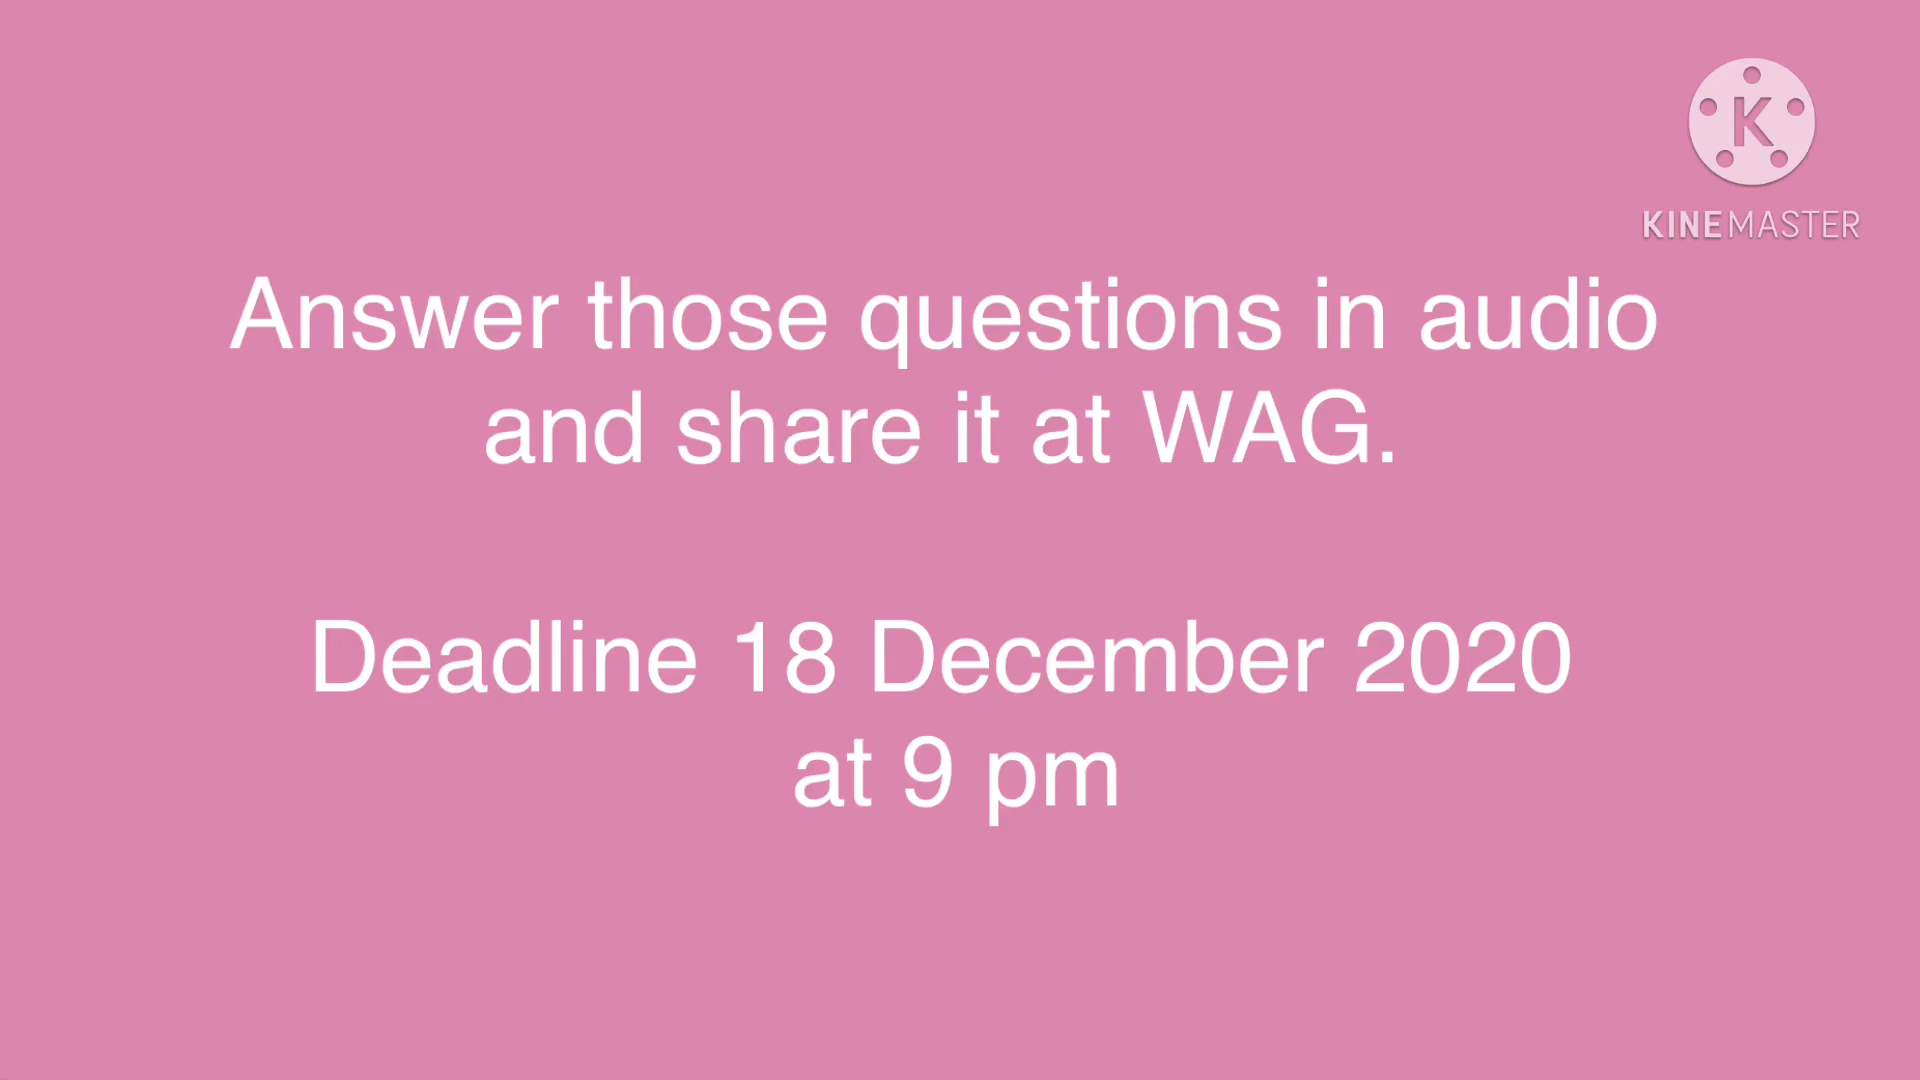 K
KINEMASTER
Answer those questions in audio
and share it at WAG.
Deadline 18 December 2020
at 9 pm